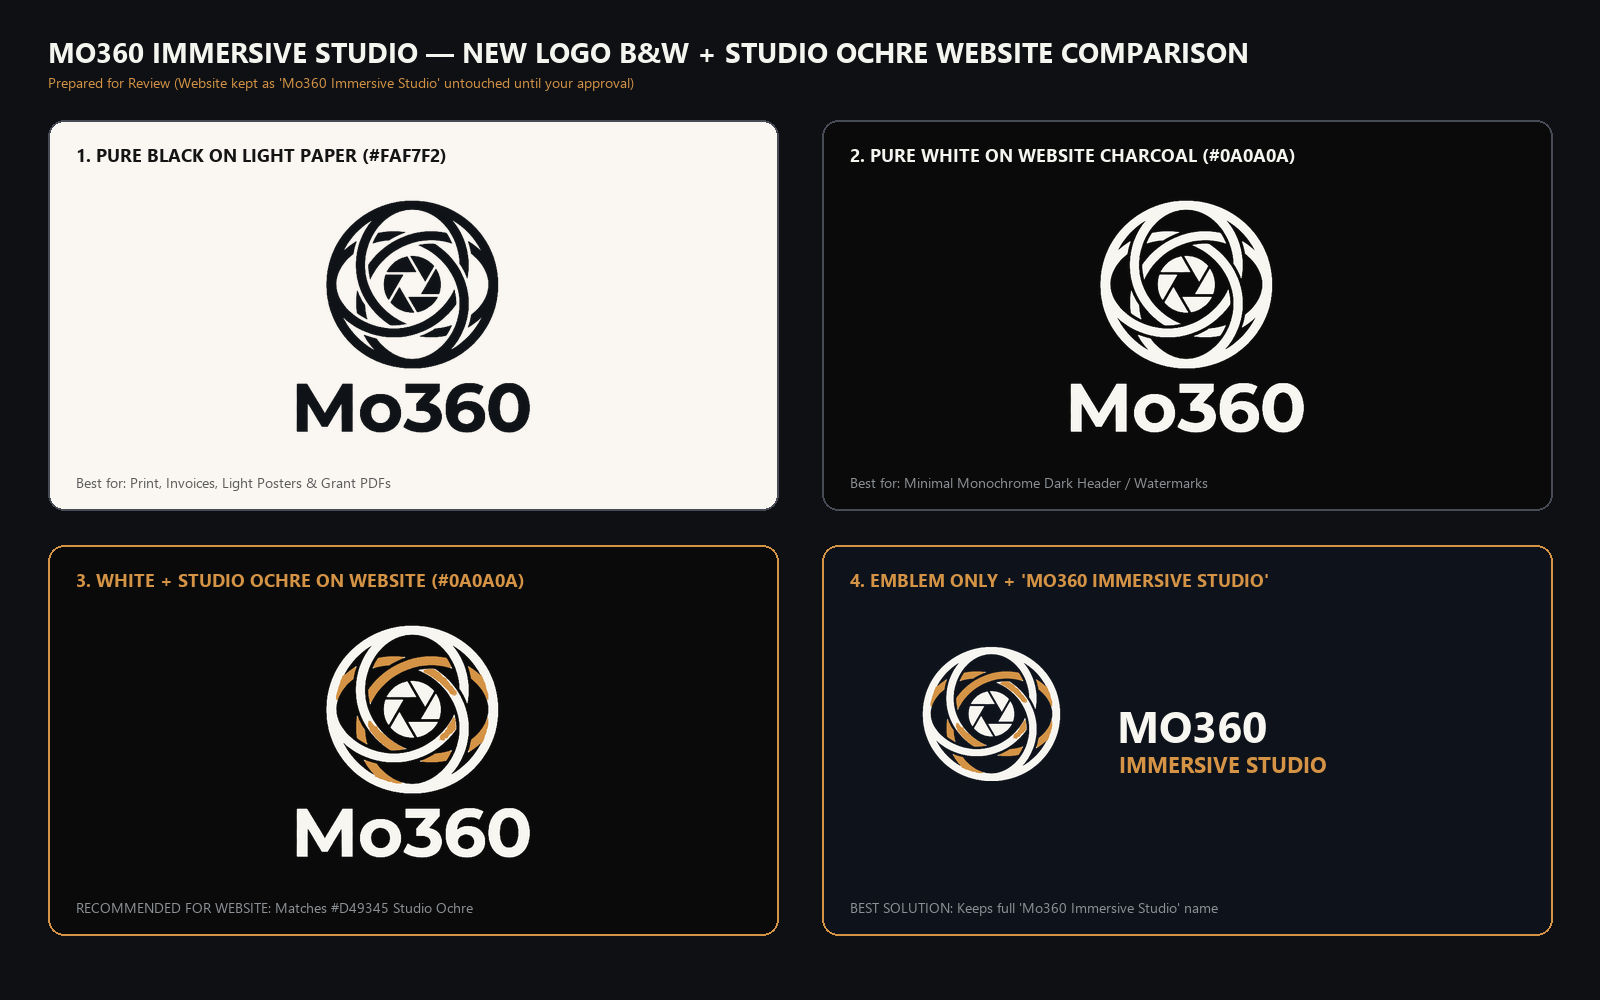 MO360 IMMERSIVE STUDIO — NEW LOGO B&W + STUDIO OCHRE WEBSITE COMPARISON
Prepared for Review (Website kept as 'Mo360 Immersive Studio' untouched until your approval)
1. PURE BLACK ON LIGHT PAPER (#FAF7F2)
Mo360
Best for: Print, Invoices, Light Posters & Grant PDFs
2. PURE WHITE ON WEBSITE CHARCOAL (#0A0A0A)
Mo360
Best for: Minimal Monochrome Dark Header / Watermarks
3. WHITE + STUDIO OCHRE ON WEBSITE (#0A0A0A)
Mo360
RECOMMENDED FOR WEBSITE: Matches #D49345 Studio Ochre
4. EMBLEM ONLY + 'MO360 IMMERSIVE STUDIO'
MO360
IMMERSIVE STUDIO
BEST SOLUTION: Keeps full 'Mo360 Immersive Studio' name